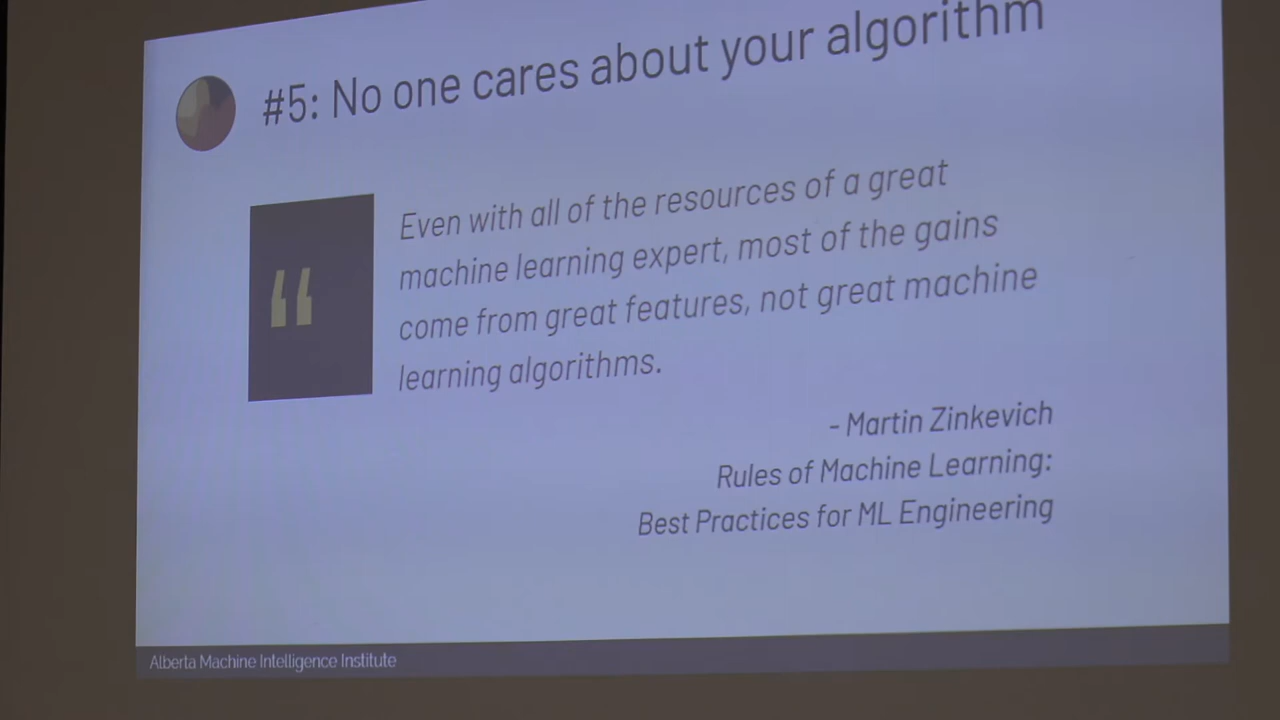 #5: No one cares about your algorithm
“
Even with all of the resources of a great
machine learning expert, most of the gains
come from great features, not great machine
learning algorithms.
- Martin Zinkevich
Rules of Machine Learning:
Best Practices for ML Engineering
Alberta Machine Intelligence Institute